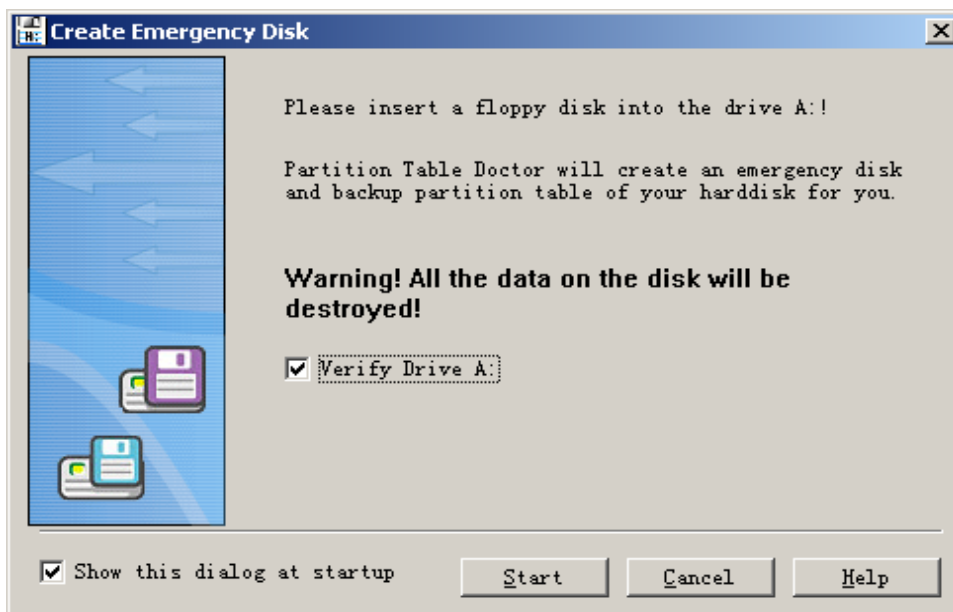 Create Emergency Disk
Please insert a floppy disk into the drive A:!
Partition Table Doctor will create an emergency disk
and backup partition table of your harddisk for you.
Warning! All the data on the disk will be
destroyed!
Verify Drive A:
Show this dialog at startup
Start
Cancel
Help